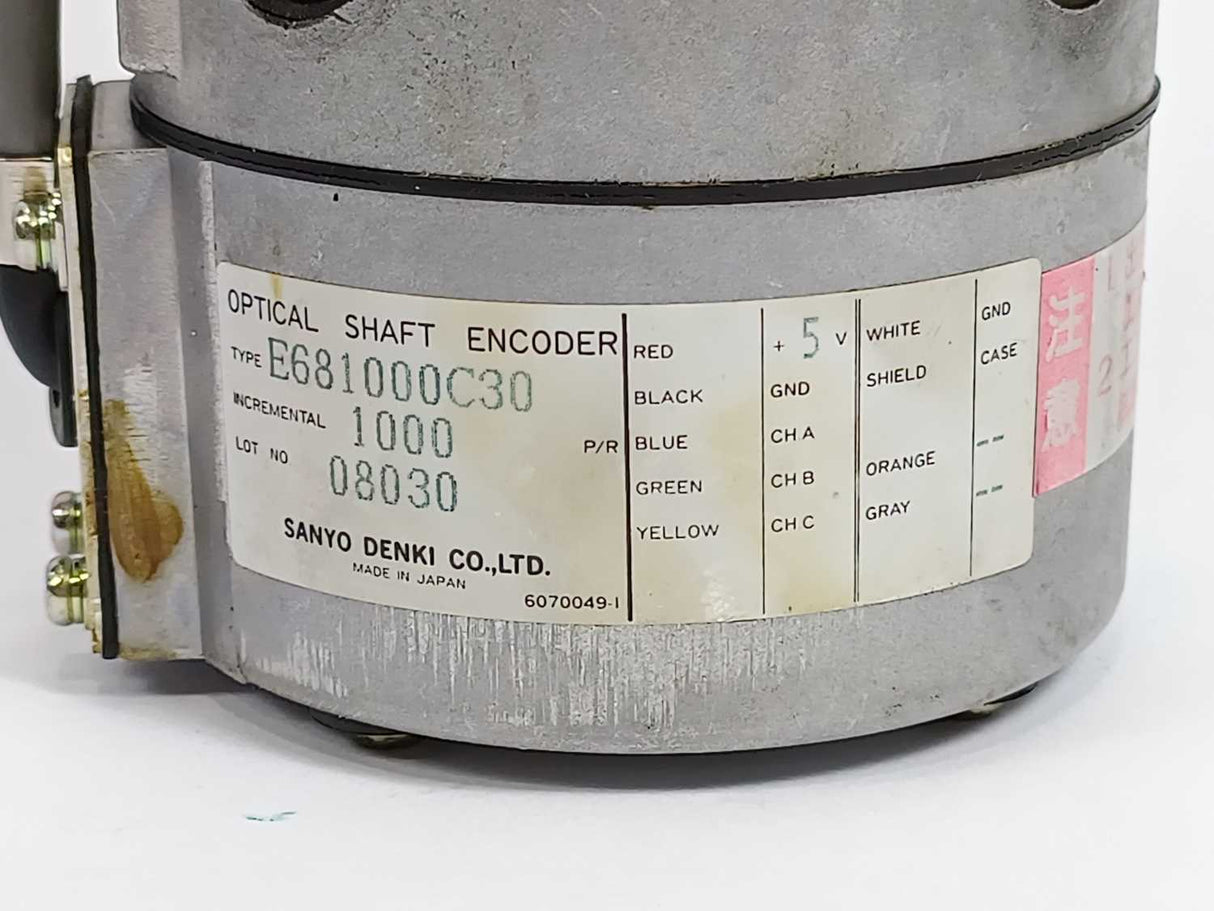 OPTICAL SHAFT ENCODER
TYPE E681000C30
INCREMENTAL 1000 P/R
LOT NO 08030
SANYO DENKI CO.,LTD.
MADE IN JAPAN
6070049-1
RED + 5 V
BLACK GND
BLUE CH A
GREEN CH B
YELLOW CH C
WHITE GND
SHIELD CASE
ORANGE --
GRAY --
注意